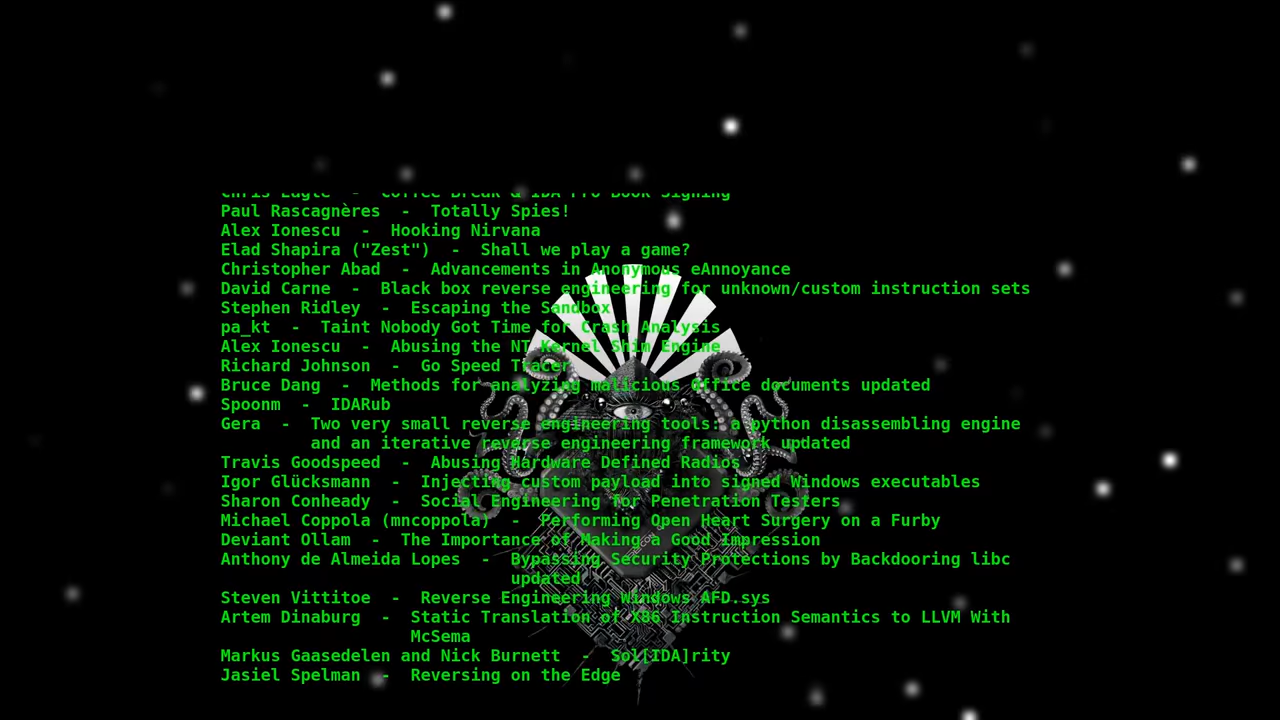 Chris Eagle  -  Coffee Break & IDA Pro Book Signing
Paul Rascagnères  -  Totally Spies!
Alex Ionescu  -  Hooking Nirvana
Elad Shapira ("Zest")  -  Shall we play a game?
Christopher Abad  -  Advancements in Anonymous eAnnoyance
David Carne  -  Black box reverse engineering for unknown/custom instruction sets
Stephen Ridley  -  Escaping the Sandbox
pa_kt  -  Taint Nobody Got Time for Crash Analysis
Alex Ionescu  -  Abusing the NT Kernel Shim Engine
Richard Johnson  -  Go Speed Tracer
Bruce Dang  -  Methods for analyzing malicious Office documents updated
Spoonm  -  IDARub
Gera  -  Two very small reverse engineering tools: a python disassembling engine
and an iterative reverse engineering framework updated
Travis Goodspeed  -  Abusing Hardware Defined Radios
Igor Glücksmann  -  Injecting custom payload into signed Windows executables
Sharon Conheady  -  Social Engineering for Penetration Testers
Michael Coppola (mncoppola)  -  Performing Open Heart Surgery on a Furby
Deviant Ollam  -  The Importance of Making a Good Impression
Anthony de Almeida Lopes  -  Bypassing Security Protections by Backdooring libc
updated
Steven Vittitoe  -  Reverse Engineering Windows AFD.sys
Artem Dinaburg  -  Static Translation of X86 Instruction Semantics to LLVM With
McSema
Markus Gaasedelen and Nick Burnett  -  Sol[IDA]rity
Jasiel Spelman  -  Reversing on the Edge